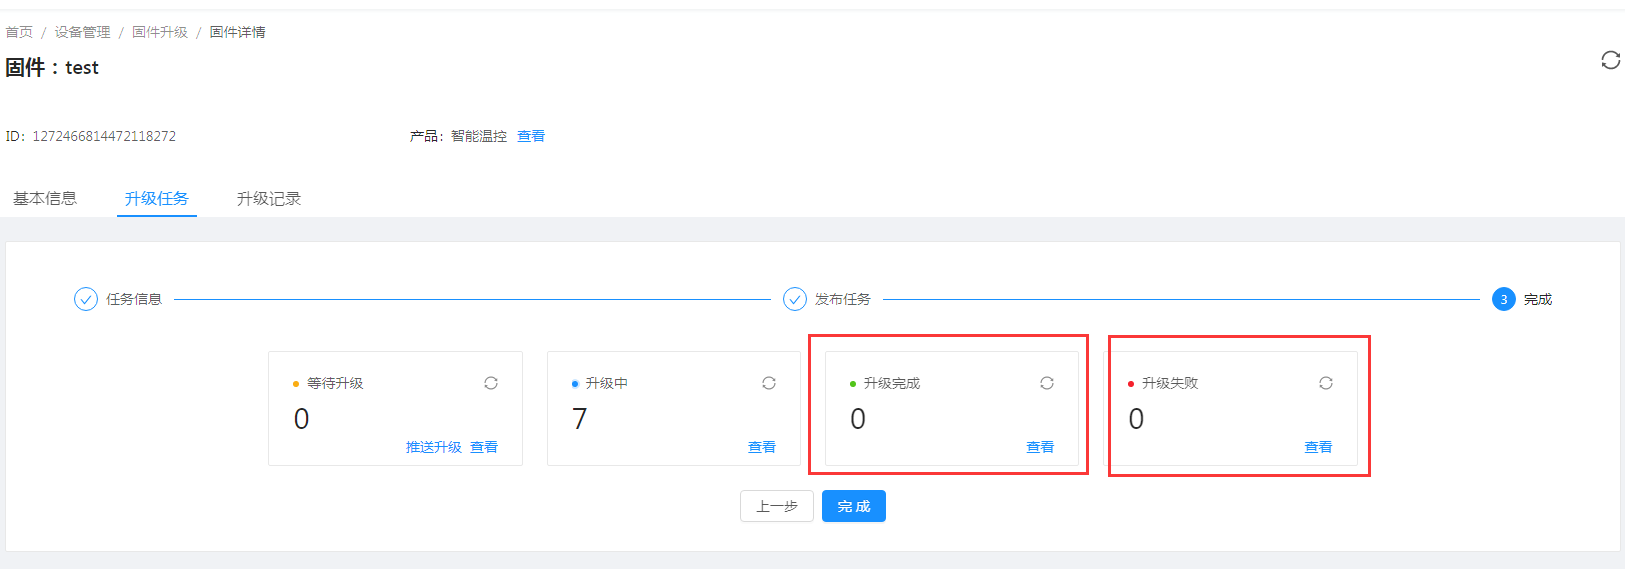 首页 / 设备管理 / 固件升级 / 固件详情
固件：test
ID：1272466814472118272
产品：智能温控 查看
基本信息 升级任务 升级记录
任务信息 发布任务 3 完成
等待升级 升级中 升级完成 升级失败
0 7 0 0
推送升级 查看 查看 查看 查看
上一步 完成